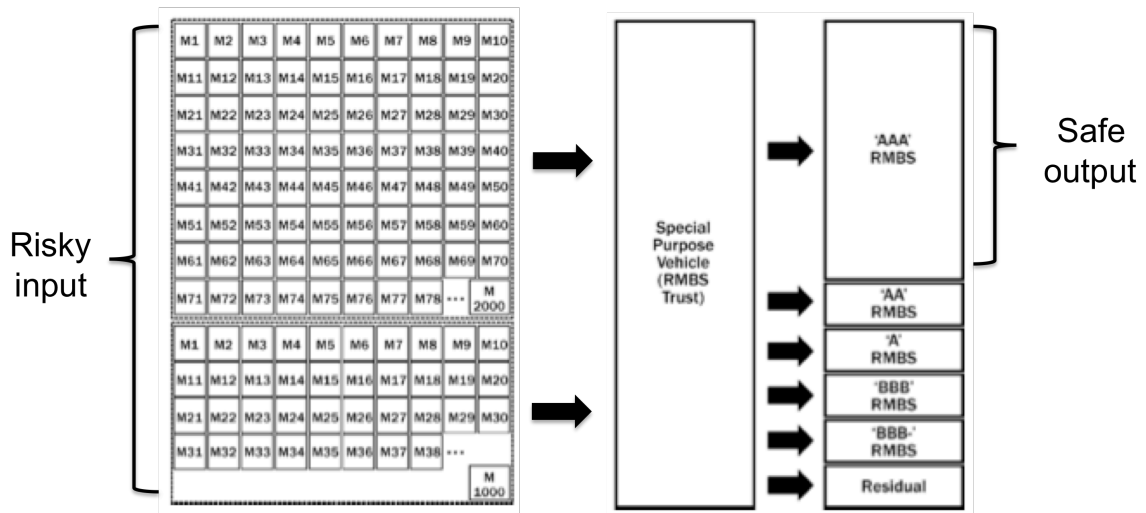 Risky
input
M1 M2 M3 M4 M5 M6 M7 M8 M9 M10
M11 M12 M13 M14 M15 M16 M17 M18 M19 M20
M21 M22 M23 M24 M25 M26 M27 M28 M29 M30
M31 M32 M33 M34 M35 M36 M37 M38 M39 M40
M41 M42 M43 M44 M45 M46 M47 M48 M49 M50
M51 M52 M53 M54 M55 M56 M57 M58 M59 M60
M61 M62 M63 M64 M65 M66 M67 M68 M69 M70
M71 M72 M73 M74 M75 M76 M77 M78 ••• M
2000
M1 M2 M3 M4 M5 M6 M7 M8 M9 M10
M11 M12 M13 M14 M15 M16 M17 M18 M19 M20
M21 M22 M23 M24 M25 M26 M27 M28 M29 M30
M31 M32 M33 M34 M35 M36 M37 M38 •••
M
1000
Special
Purpose
Vehicle
(RMBS
Trust)
'AAA'
RMBS
'AA'
RMBS
'A'
RMBS
'BBB'
RMBS
'BBB-'
RMBS
Residual
Safe
output